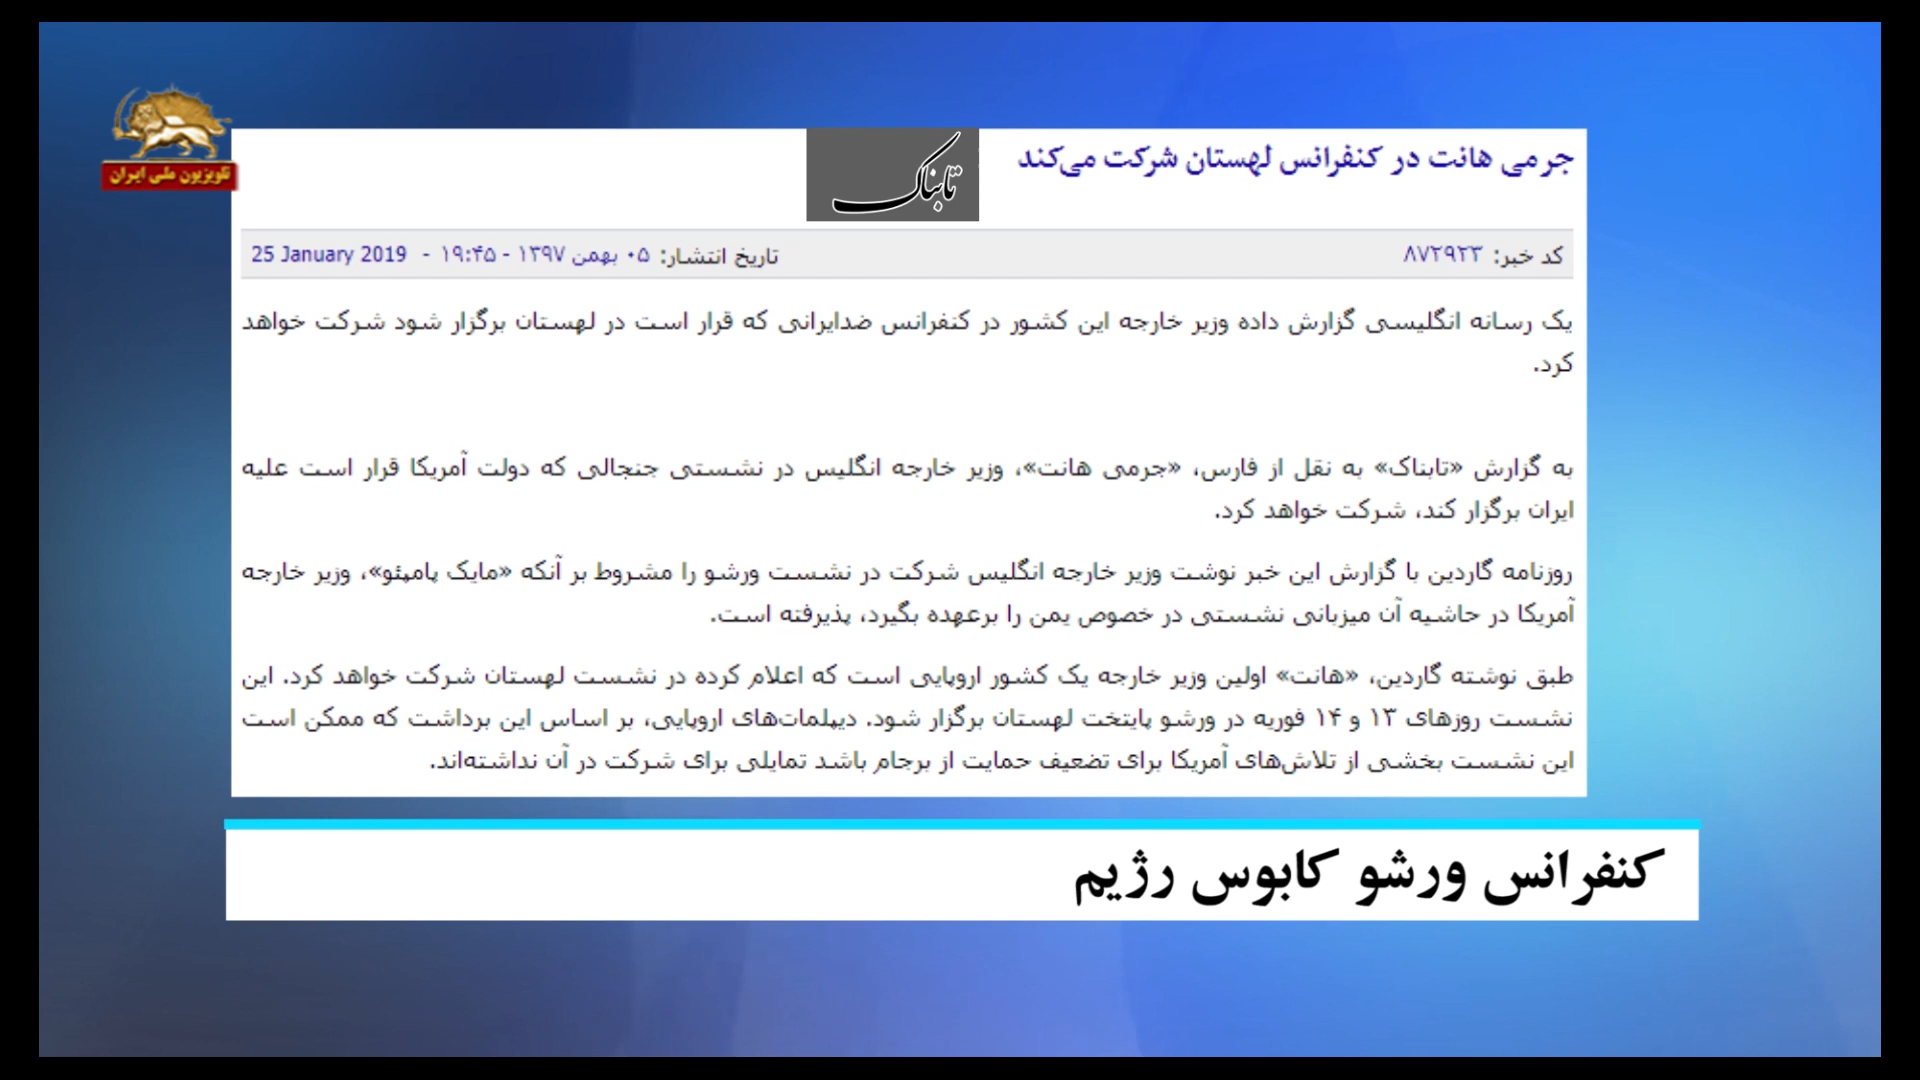 تلویزیون ملی ایران
جرمی هانت در کنفرانس لهستان شرکت می‌کند
تابناک
کد خبر: ۸۷۲۹۲۳
تاریخ انتشار: ۰۵ بهمن ۱۳۹۷ - ۱۹:۴۵ - 25 January 2019
یک رسانه انگلیسی گزارش داده وزیر خارجه این کشور در کنفرانس ضدایرانی که قرار است در لهستان برگزار شود شرکت خواهد
کرد.
به گزارش «تابناک» به نقل از فارس، «جرمی هانت»، وزیر خارجه انگلیس در نشستی جنجالی که دولت آمریکا قرار است علیه
ایران برگزار کند، شرکت خواهد کرد.
روزنامه گاردین با گزارش این خبر نوشت وزیر خارجه انگلیس شرکت در نشست ورشو را مشروط بر آنکه «مایک پامپئو»، وزیر خارجه
آمریکا در حاشیه آن میزبانی نشستی در خصوص یمن را برعهده بگیرد، پذیرفته است.
طبق نوشته گاردین، «هانت» اولین وزیر خارجه یک کشور اروپایی است که اعلام کرده در نشست لهستان شرکت خواهد کرد. این
نشست روزهای ۱۳ و ۱۴ فوریه در ورشو پایتخت لهستان برگزار شود. دیپلمات‌های اروپایی، بر اساس این برداشت که ممکن است
این نشست بخشی از تلاش‌های آمریکا برای تضعیف حمایت از برجام باشد تمایلی برای شرکت در آن نداشته‌اند.
کنفرانس ورشو کابوس رژیم